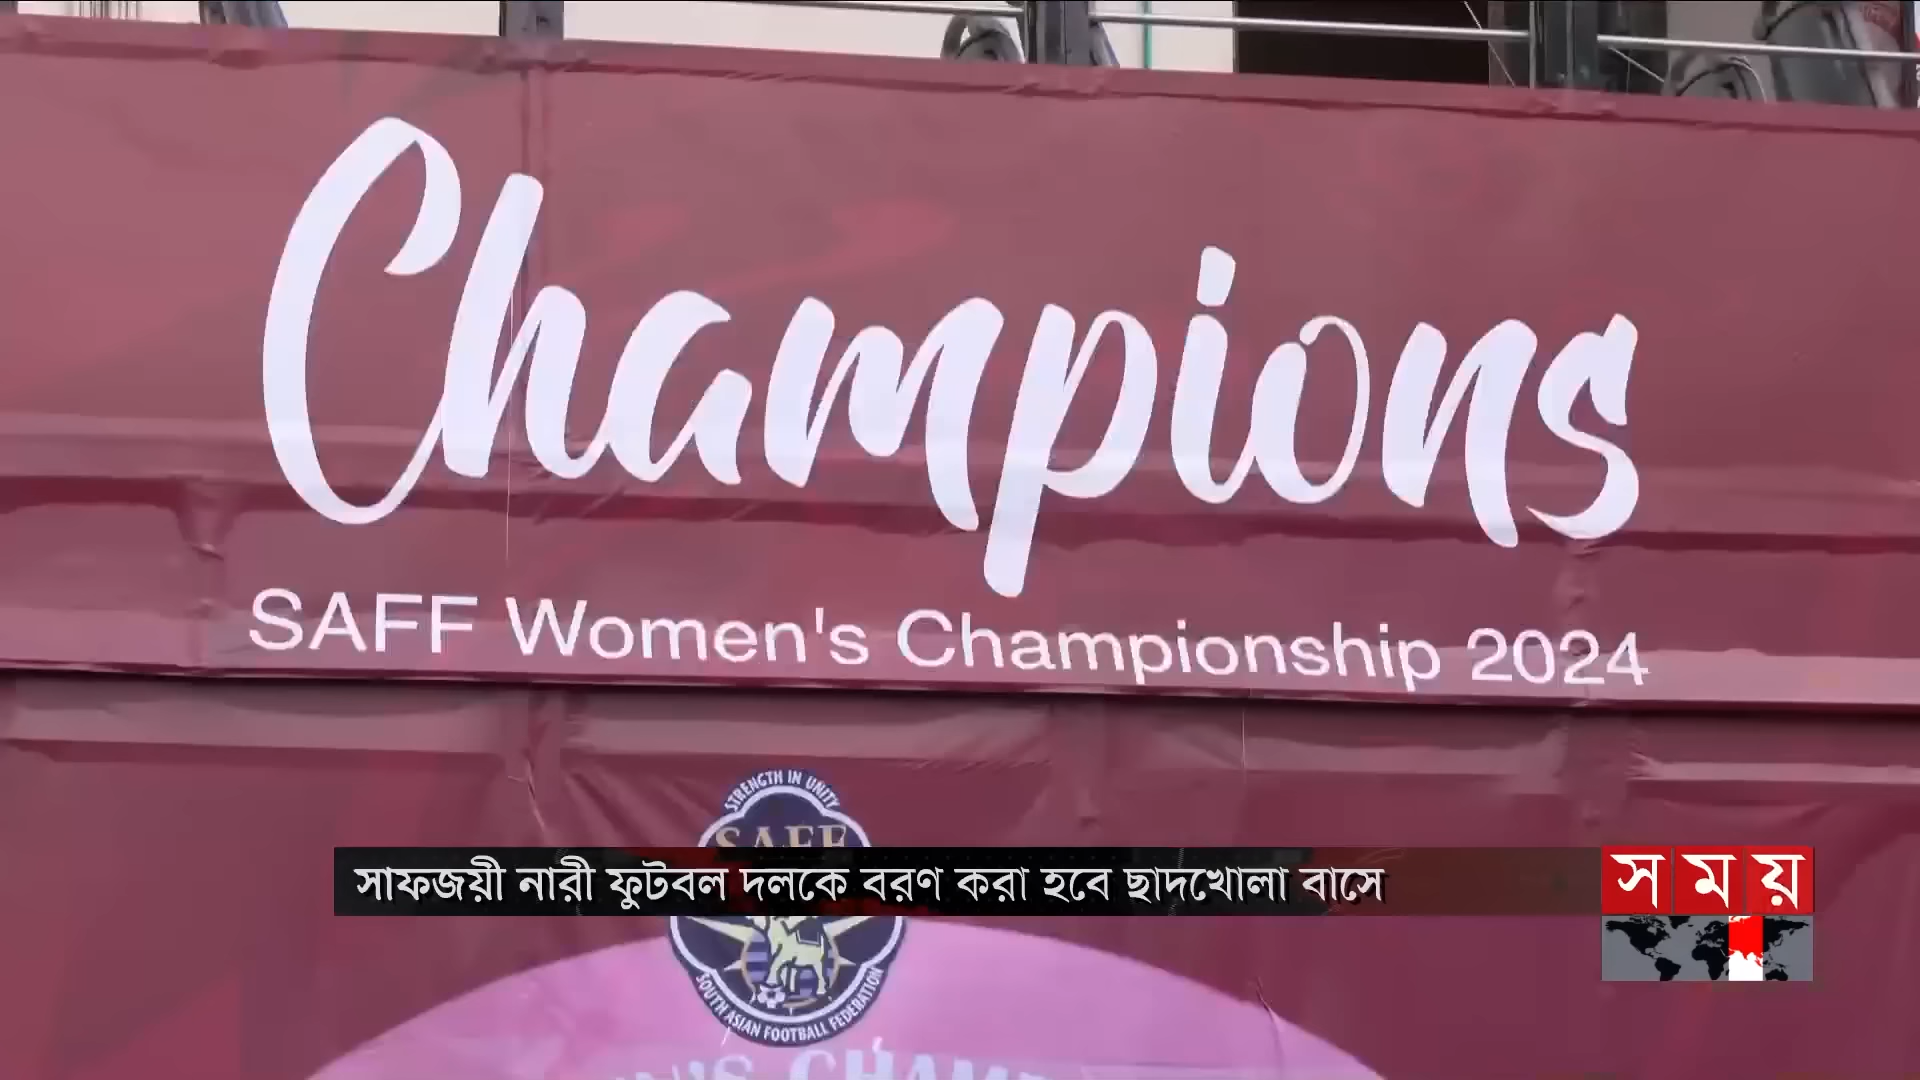 Champions
SAFF Women's Championship 2024
STRENGTH IN UNITY
SAFF
সাফজয়ী নারী ফুটবল দলকে বরণ করা হবে ছাদখোলা বাসে
সময়
SOUTH ASIAN FOOTBALL FEDERATION